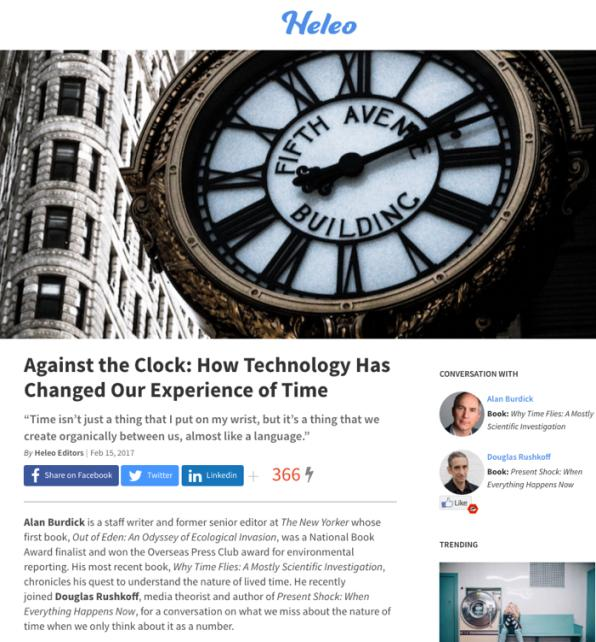 Heleo
FIFTH AVENUE
BUILDING
Against the Clock: How Technology Has
Changed Our Experience of Time
“Time isn’t just a thing that I put on my wrist, but it’s a thing that we
create organically between us, almost like a language.”
By Heleo Editors | Feb 15, 2017
Share on Facebook
Twitter
Linkedin
366
Alan Burdick is a staff writer and former senior editor at The New Yorker whose
first book, Out of Eden: An Odyssey of Ecological Invasion, was a National Book
Award finalist and won the Overseas Press Club award for environmental
reporting. His most recent book, Why Time Flies: A Mostly Scientific Investigation,
chronicles his quest to understand the nature of lived time. He recently
joined Douglas Rushkoff, media theorist and author of Present Shock: When
Everything Happens Now, for a conversation on what we miss about the nature of
time when we only think about it as a number.
CONVERSATION WITH
Alan Burdick
Book: Why Time Flies: A Mostly
Scientific Investigation
Douglas Rushkoff
Book: Present Shock: When
Everything Happens Now
Like
TRENDING